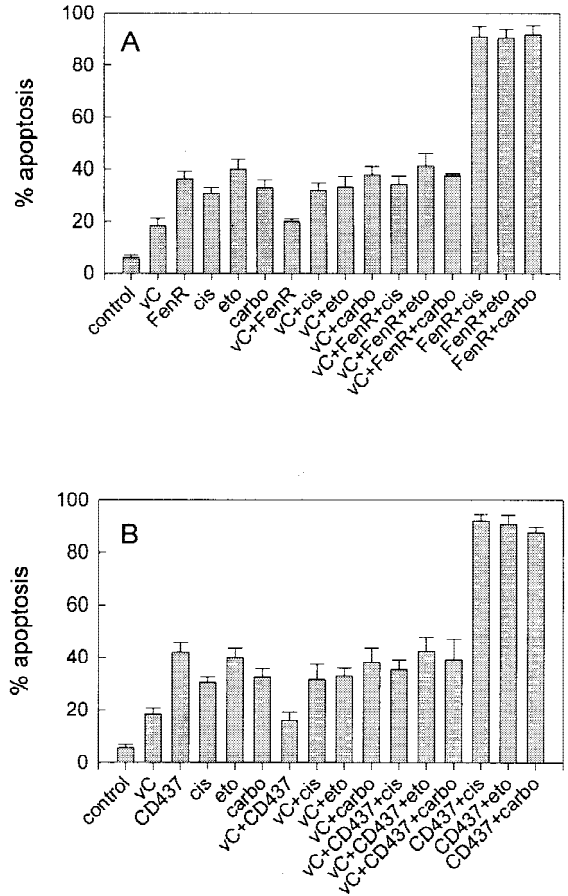 A
% apoptosis
100
80
60
40
20
0
control
vC
FenR
cis
eto
carbo
vC+FenR
vC+cis
vC+eto
vC+carbo
vC+FenR+cis
vC+FenR+eto
vC+FenR+carbo
FenR+cis
FenR+eto
FenR+carbo
B
% apoptosis
100
80
60
40
20
0
control
vC
CD437
cis
eto
carbo
vC+CD437
vC+cis
vC+eto
vC+carbo
vC+CD437+cis
vC+CD437+eto
vC+CD437+carbo
CD437+cis
CD437+eto
CD437+carbo